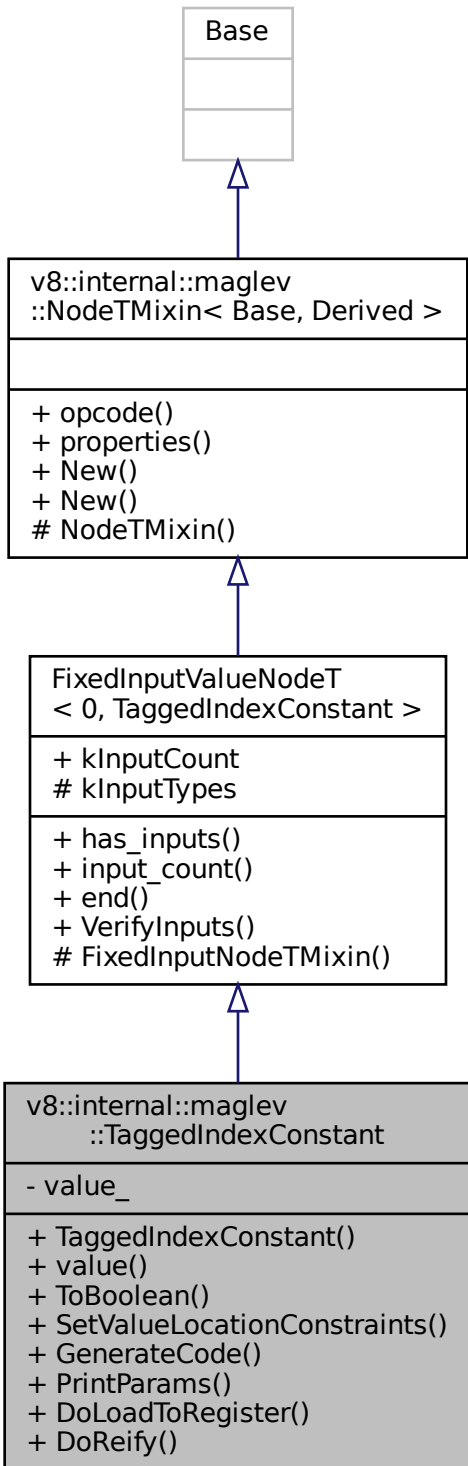 Base
v8::internal::maglev
::NodeTMixin< Base, Derived >
+ opcode()
+ properties()
+ New()
+ New()
# NodeTMixin()
FixedInputValueNodeT
< 0, TaggedIndexConstant >
+ kInputCount
# kInputTypes
+ has_inputs()
+ input_count()
+ end()
+ VerifyInputs()
# FixedInputNodeTMixin()
v8::internal::maglev
::TaggedIndexConstant
- value_
+ TaggedIndexConstant()
+ value()
+ ToBoolean()
+ SetValueLocationConstraints()
+ GenerateCode()
+ PrintParams()
+ DoLoadToRegister()
+ DoReify()